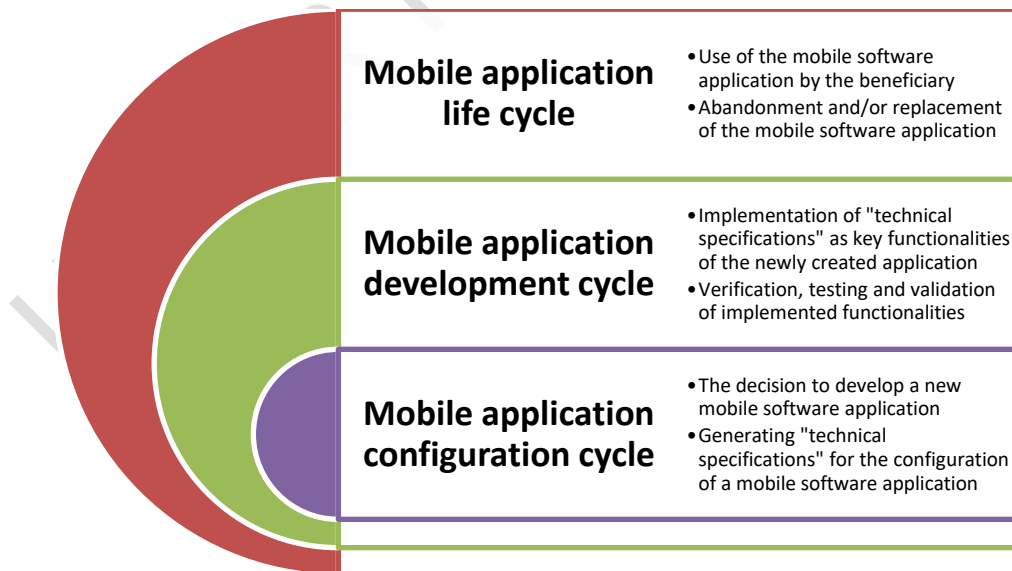 Mobile application
life cycle
•Use of the mobile software
application by the beneficiary
•Abandonment and/or replacement
of the mobile software application
Mobile application
development cycle
•Implementation of "technical
specifications" as key functionalities
of the newly created application
•Verification, testing and validation
of implemented functionalities
Mobile application
configuration cycle
•The decision to develop a new
mobile software application
•Generating "technical
specifications" for the configuration
of a mobile software application